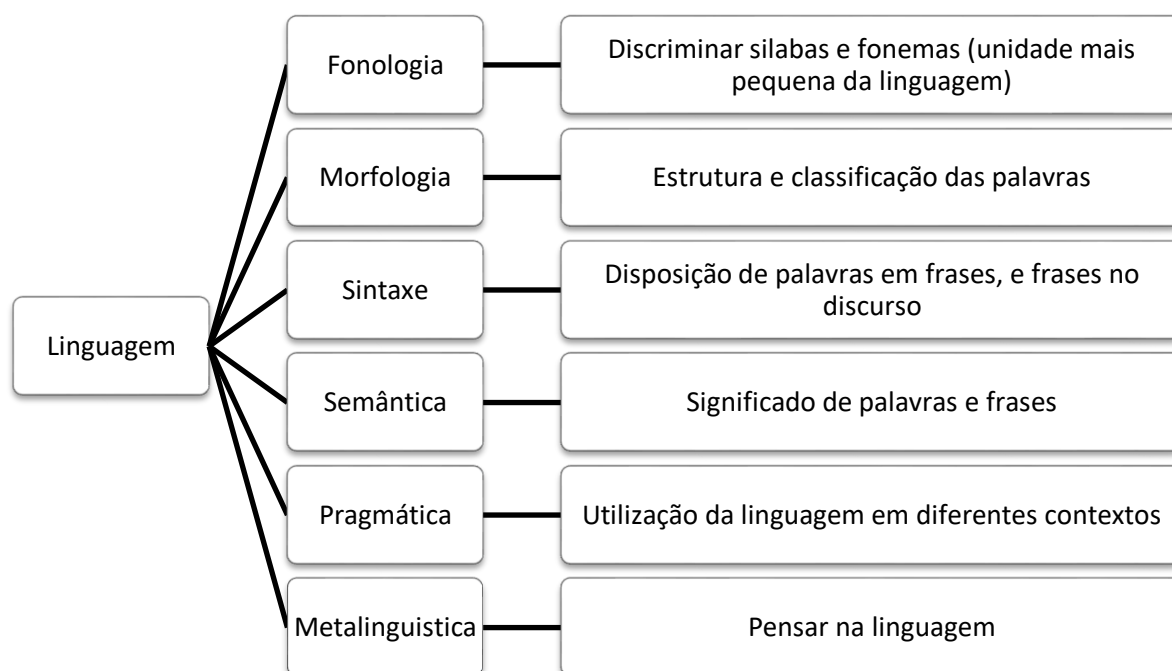 Fonologia
Discriminar silabas e fonemas (unidade mais
pequena da linguagem)
Morfologia
Estrutura e classificação das palavras
Sintaxe
Disposição de palavras em frases, e frases no
discurso
Linguagem
Semântica
Significado de palavras e frases
Pragmática
Utilização da linguagem em diferentes contextos
Metalinguistica
Pensar na linguagem